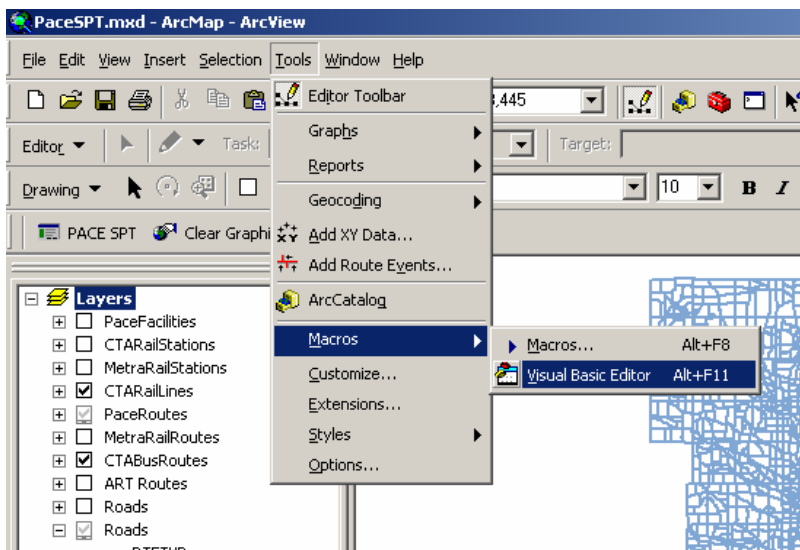 PaceSPT.mxd - ArcMap - ArcView
File Edit View Insert Selection Tools Window Help
,445
Editor Task: Target:
Drawing 10 B I
PACE SPT Clear Graphi
Editor Toolbar
Graphs
Reports
Geocoding
Add XY Data...
Add Route Events...
ArcCatalog
Macros
Customize...
Extensions...
Styles
Options...
Macros... Alt+F8
Visual Basic Editor Alt+F11
Layers
PaceFacilities
CTARailStations
MetraRailStations
CTARailLines
PaceRoutes
MetraRailRoutes
CTABusRoutes
ART Routes
Roads
Roads